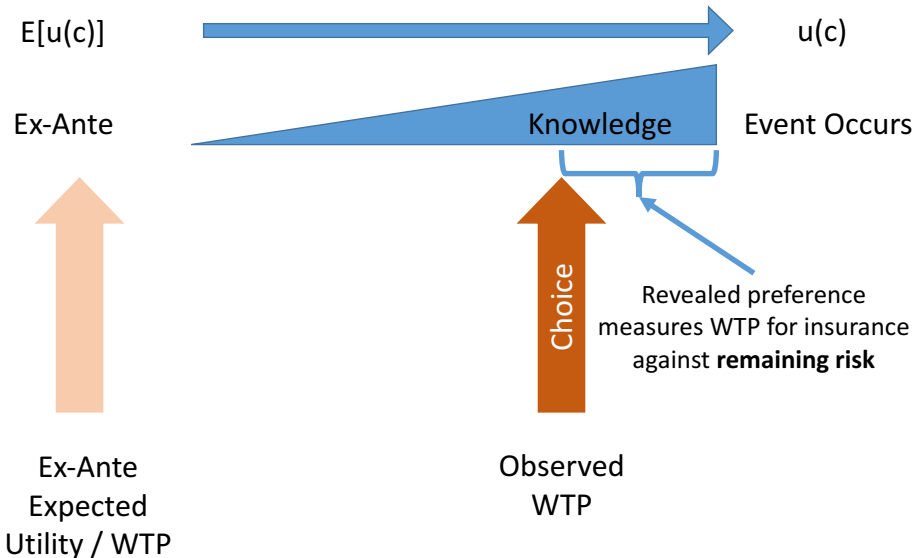 E[u(c)]
u(c)
Ex-Ante
Knowledge
Event Occurs
Choice
Revealed preference
measures WTP for insurance
against remaining risk
Ex-Ante
Expected
Utility / WTP
Observed
WTP